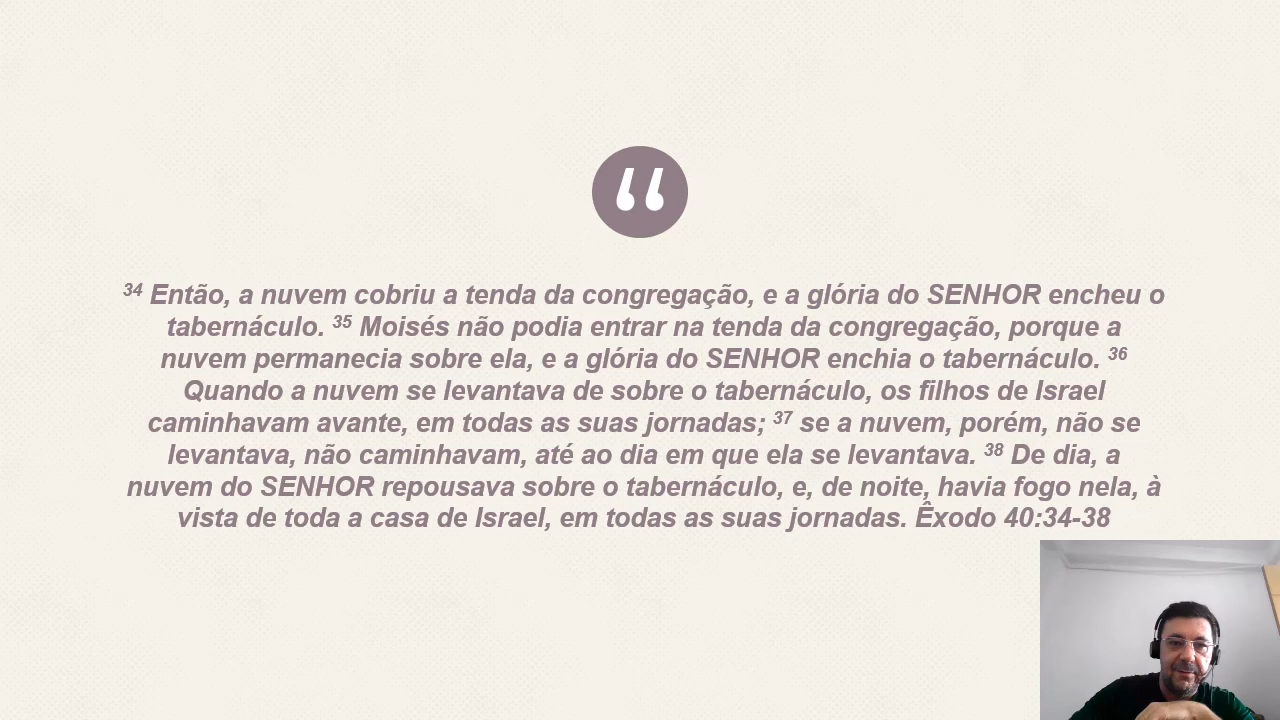 “
³⁴ Então, a nuvem cobriu a tenda da congregação, e a glória do SENHOR encheu o
tabernáculo. ³⁵ Moisés não podia entrar na tenda da congregação, porque a
nuvem permanecia sobre ela, e a glória do SENHOR enchia o tabernáculo. ³⁶
Quando a nuvem se levantava de sobre o tabernáculo, os filhos de Israel
caminhavam avante, em todas as suas jornadas; ³⁷ se a nuvem, porém, não se
levantava, não caminhavam, até ao dia em que ela se levantava. ³⁸ De dia, a
nuvem do SENHOR repousava sobre o tabernáculo, e, de noite, havia fogo nela, à
vista de toda a casa de Israel, em todas as suas jornadas. Êxodo 40:34-38